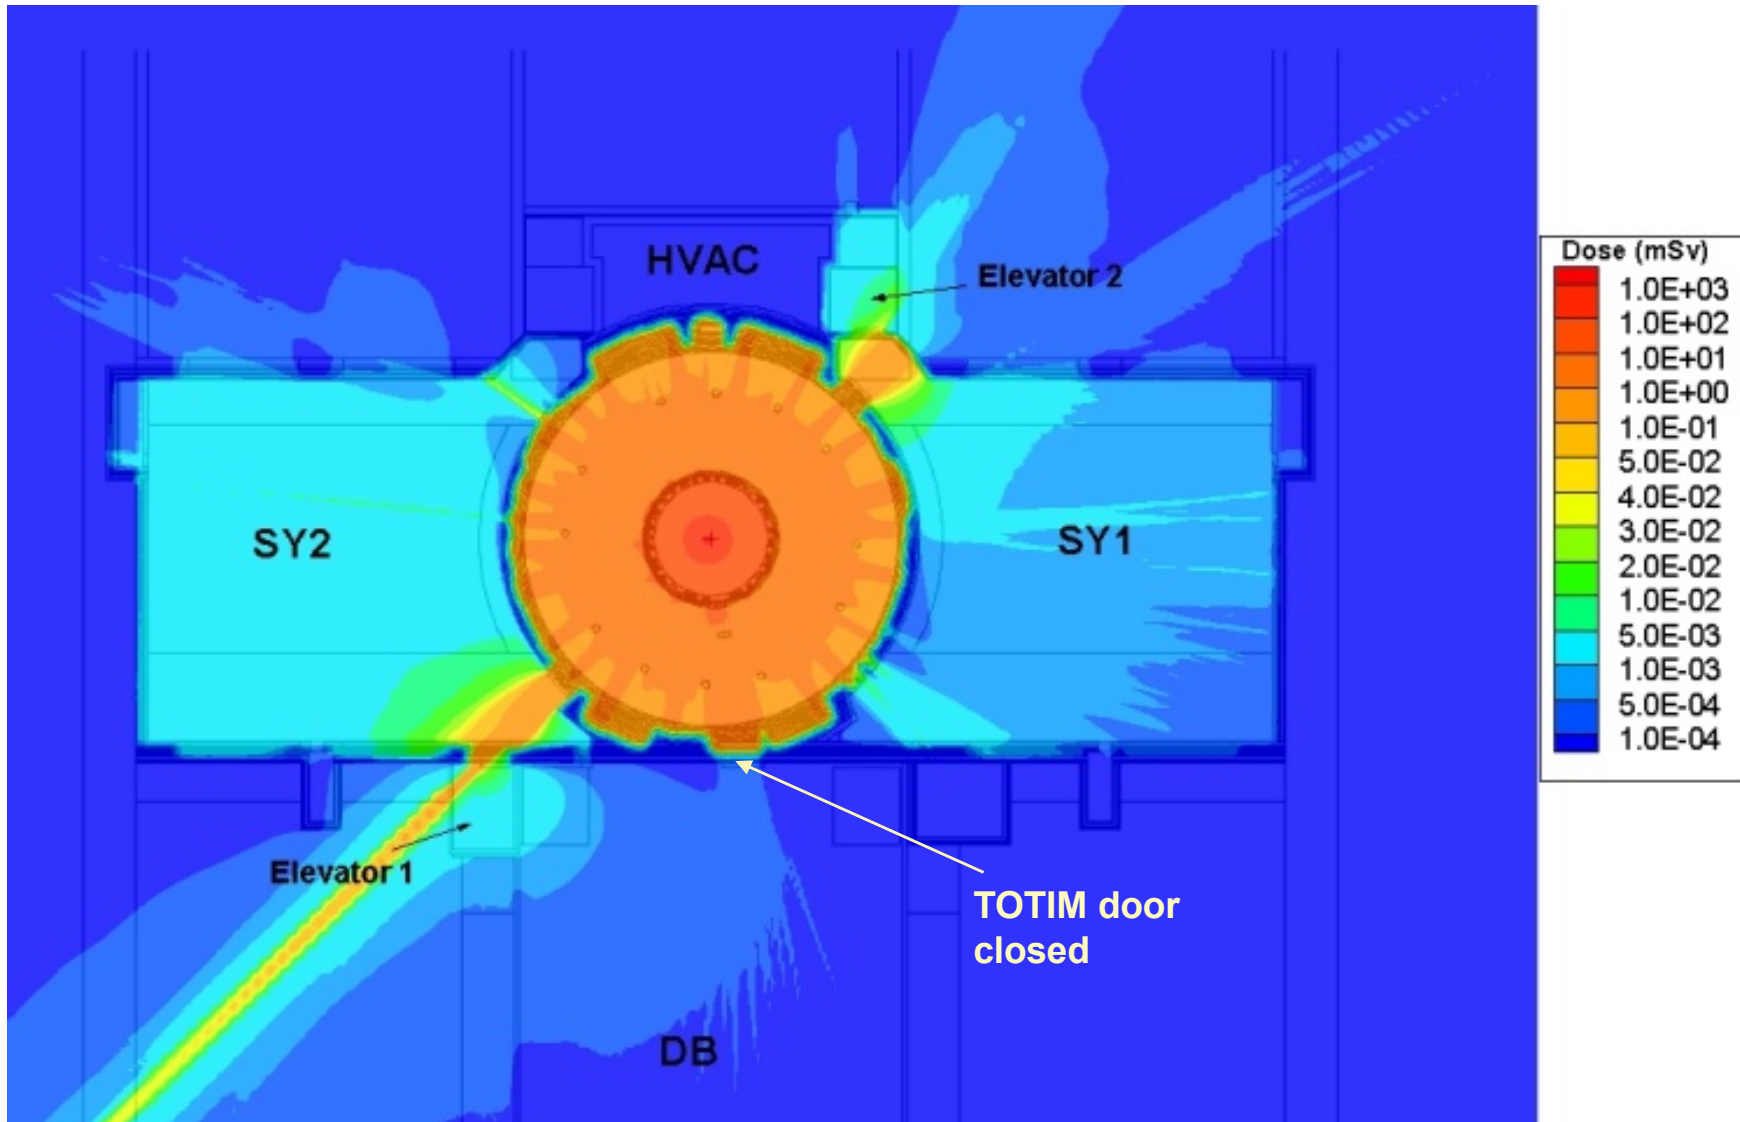 HVAC
Elevator 2
SY2
SY1
Elevator 1
TOTIM door
closed
DB
Dose (mSv)
1.0E+03
1.0E+02
1.0E+01
1.0E+00
1.0E-01
5.0E-02
4.0E-02
3.0E-02
2.0E-02
1.0E-02
5.0E-03
1.0E-03
5.0E-04
1.0E-04